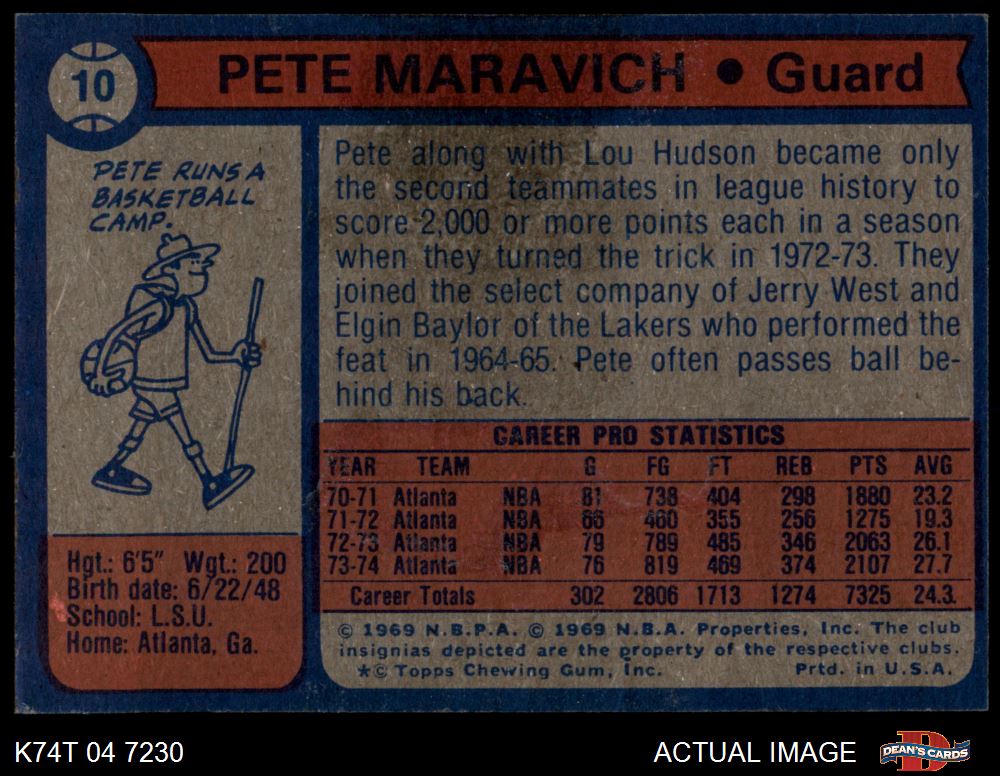 10
PETE MARAVICH • Guard
PETE RUNS A
BASKETBALL
CAMP.
Pete along with Lou Hudson became only
the second teammates in league history to
score 2,000 or more points each in a season
when they turned the trick in 1972-73. They
joined the select company of Jerry West and
Elgin Baylor of the Lakers who performed the
feat in 1964-65. Pete often passes ball be-
hind his back.
Hgt.: 6'5" Wgt.: 200
Birth date: 6/22/48
School: L.S.U.
Home: Atlanta, Ga.
CAREER PRO STATISTICS
YEAR TEAM G FG FT REB PTS AVG
70-71 Atlanta NBA 81 738 404 298 1880 23.2
71-72 Atlanta NBA 66 460 355 256 1275 19.3
72-73 Atlanta NBA 79 789 485 346 2063 26.1
73-74 Atlanta NBA 76 819 469 374 2107 27.7
Career Totals 302 2806 1713 1274 7325 24.3.
© 1969 N.B.P.A. © 1969 N.B.A. Properties, Inc. The club
insignias depicted are the property of the respective clubs.
*© Topps Chewing Gum, Inc. Prtd. in U.S.A.
K74T 04 7230
ACTUAL IMAGE
D
DEAN'S CARDS